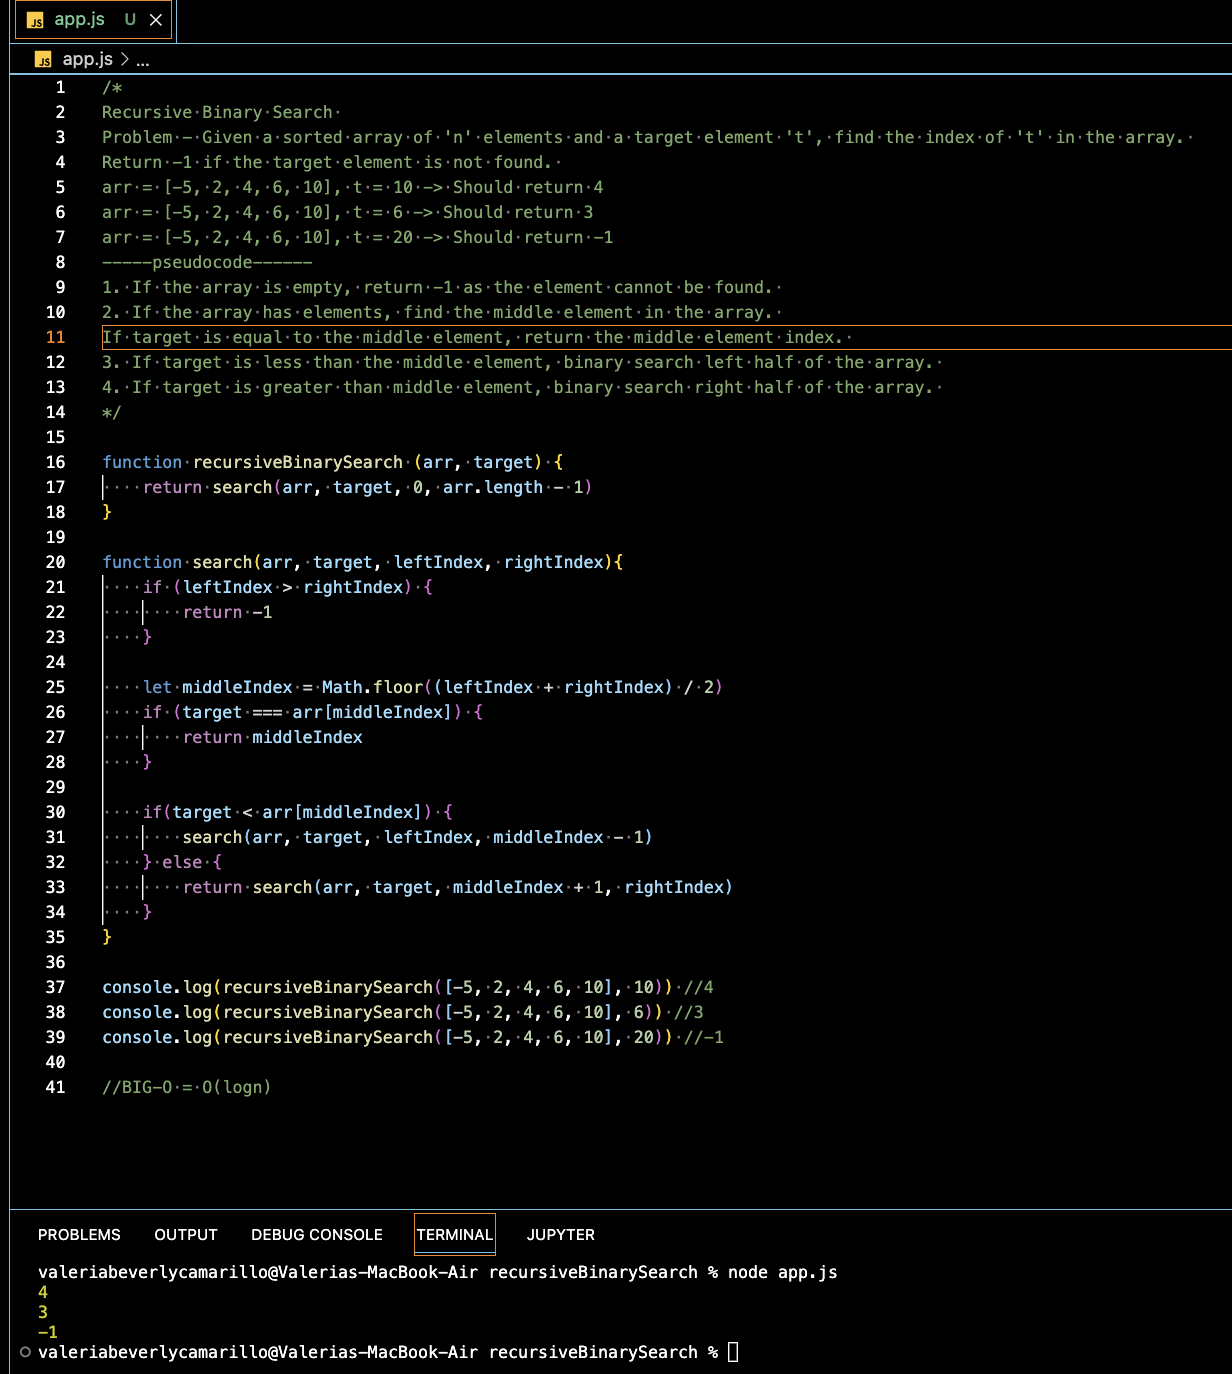 JS app.js U ×
JS app.js > ...
1 /*
2 Recursive Binary Search
3 Problem - Given a sorted array of 'n' elements and a target element 't', find the index of 't' in the array.
4 Return -1 if the target element is not found.
5 arr = [-5, 2, 4, 6, 10], t = 10 -> Should return 4
6 arr = [-5, 2, 4, 6, 10], t = 6 -> Should return 3
7 arr = [-5, 2, 4, 6, 10], t = 20 -> Should return -1
8 -----pseudocode------
9 1. If the array is empty, return -1 as the element cannot be found.
10 2. If the array has elements, find the middle element in the array.
11 If target is equal to the middle element, return the middle element index.
12 3. If target is less than the middle element, binary search left half of the array.
13 4. If target is greater than middle element, binary search right half of the array.
14 */
15
16 function recursiveBinarySearch (arr, target) {
17     return search(arr, target, 0, arr.length - 1)
18 }
19
20 function search(arr, target, leftIndex, rightIndex){
21     if (leftIndex > rightIndex) {
22         return -1
23     }
24
25     let middleIndex = Math.floor((leftIndex + rightIndex) / 2)
26     if (target === arr[middleIndex]) {
27         return middleIndex
28     }
29
30     if(target < arr[middleIndex]) {
31         search(arr, target, leftIndex, middleIndex - 1)
32     } else {
33         return search(arr, target, middleIndex + 1, rightIndex)
34     }
35 }
36
37 console.log(recursiveBinarySearch([-5, 2, 4, 6, 10], 10)) //4
38 console.log(recursiveBinarySearch([-5, 2, 4, 6, 10], 6)) //3
39 console.log(recursiveBinarySearch([-5, 2, 4, 6, 10], 20)) //-1
40
41 //BIG-O = O(logn)
PROBLEMS OUTPUT DEBUG CONSOLE TERMINAL JUPYTER
valeriabeverlycamarillo@Valerias-MacBook-Air recursiveBinarySearch % node app.js
4
3
-1
valeriabeverlycamarillo@Valerias-MacBook-Air recursiveBinarySearch %